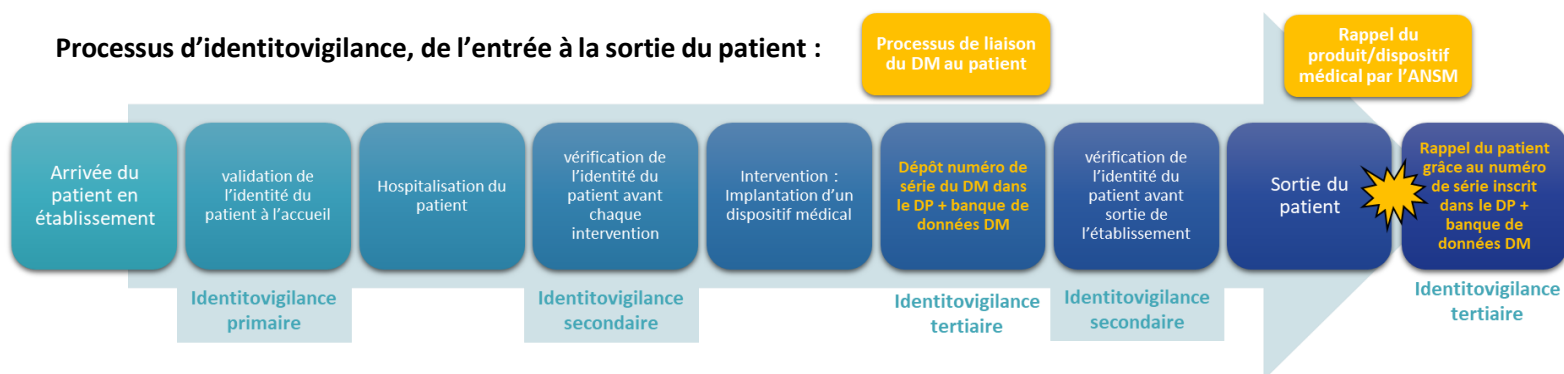 Processus d’identitovigilance, de l’entrée à la sortie du patient :
Processus de liaison
du DM au patient
Rappel du
produit/dispositif
médical par l’ANSM
Arrivée du
patient en
établissement
validation de
l’identité du
patient à l’accueil
Hospitalisation du
patient
vérification de
l’identité du
patient avant
chaque
intervention
Intervention :
Implantation d’un
dispositif médical
Dépôt numéro de
série du DM dans
le DP + banque de
données DM
vérification de
l’identité du
patient avant
sortie de
l’établissement
Sortie du
patient
Rappel du patient
grâce au numéro
de série inscrit
dans le DP +
banque de
données DM
Identitovigilance
primaire
Identitovigilance
secondaire
Identitovigilance
tertiaire
Identitovigilance
secondaire
Identitovigilance
tertiaire